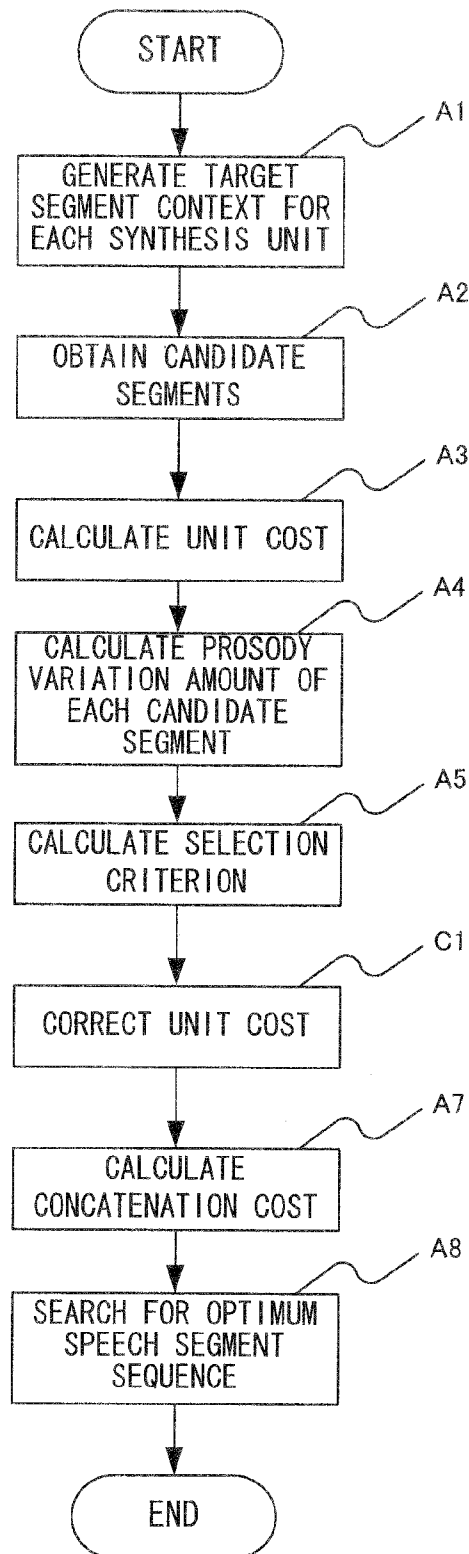 START
A1
GENERATE TARGET
SEGMENT CONTEXT FOR
EACH SYNTHESIS UNIT
A2
OBTAIN CANDIDATE
SEGMENTS
A3
CALCULATE UNIT COST
A4
CALCULATE PROSODY
VARIATION AMOUNT OF
EACH CANDIDATE
SEGMENT
A5
CALCULATE SELECTION
CRITERION
C1
CORRECT UNIT COST
A7
CALCULATE
CONCATENATION COST
A8
SEARCH FOR OPTIMUM
SPEECH SEGMENT
SEQUENCE
END